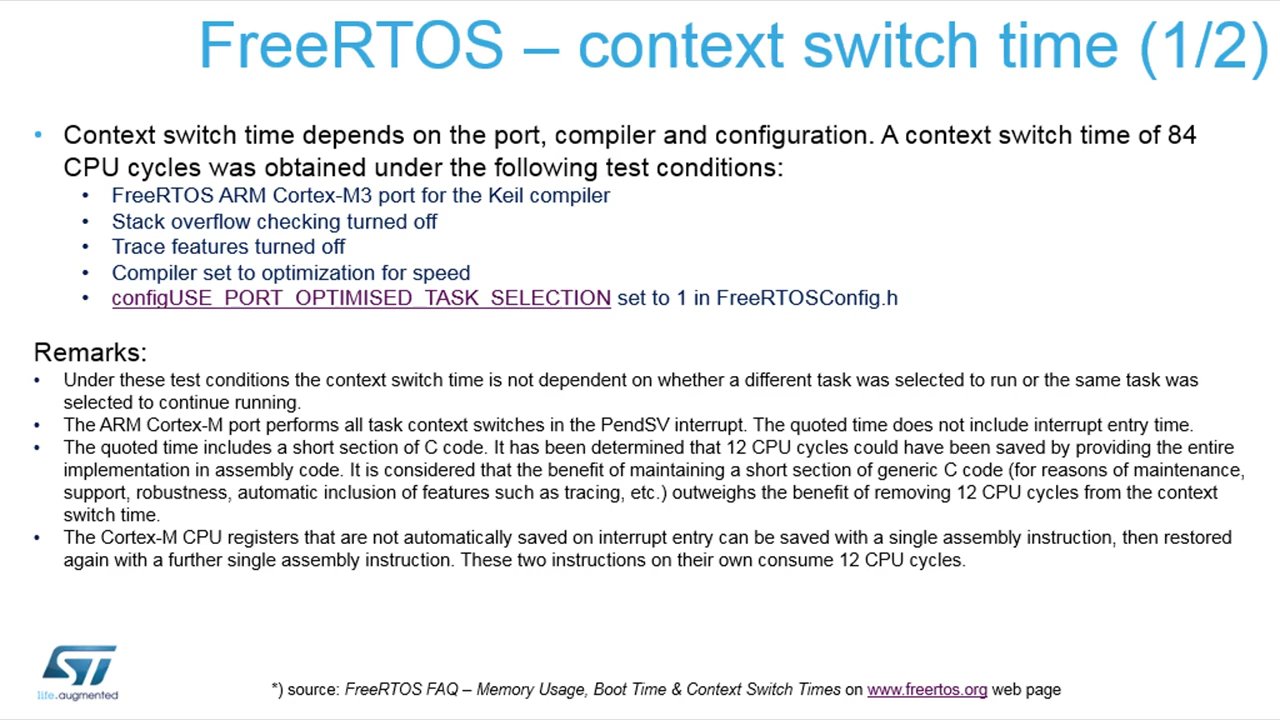 FreeRTOS – context switch time (1/2)
• Context switch time depends on the port, compiler and configuration. A context switch time of 84
CPU cycles was obtained under the following test conditions:
• FreeRTOS ARM Cortex-M3 port for the Keil compiler
• Stack overflow checking turned off
• Trace features turned off
• Compiler set to optimization for speed
• configUSE_PORT_OPTIMISED_TASK_SELECTION set to 1 in FreeRTOSConfig.h
Remarks:
• Under these test conditions the context switch time is not dependent on whether a different task was selected to run or the same task was
selected to continue running.
• The ARM Cortex-M port performs all task context switches in the PendSV interrupt. The quoted time does not include interrupt entry time.
• The quoted time includes a short section of C code. It has been determined that 12 CPU cycles could have been saved by providing the entire
implementation in assembly code. It is considered that the benefit of maintaining a short section of generic C code (for reasons of maintenance,
support, robustness, automatic inclusion of features such as tracing, etc.) outweighs the benefit of removing 12 CPU cycles from the context
switch time.
• The Cortex-M CPU registers that are not automatically saved on interrupt entry can be saved with a single assembly instruction, then restored
again with a further single assembly instruction. These two instructions on their own consume 12 CPU cycles.
ST
life.augmented
*) source: FreeRTOS FAQ – Memory Usage, Boot Time & Context Switch Times on www.freertos.org web page